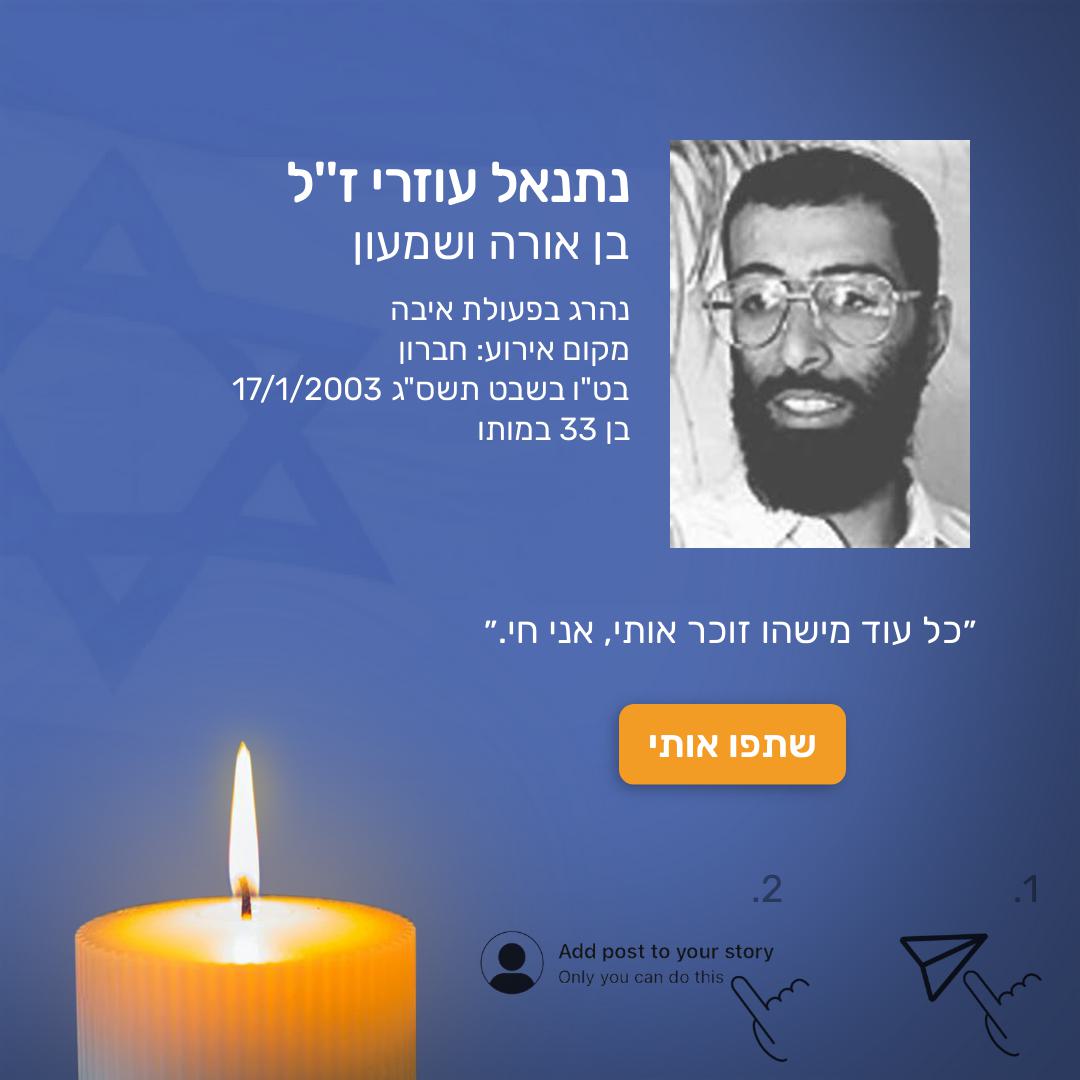 נתנאל עוזרי ז"ל
בן אורה ושמעון
נהרג בפעולת איבה
מקום אירוע: חברון
בט"ו בשבט תשס"ג 17/1/2003
בן 33 במותו
״כל עוד מישהו זוכר אותי, אני חי.״
שתפו אותי
1.
2.
Add post to your story
Only you can do this